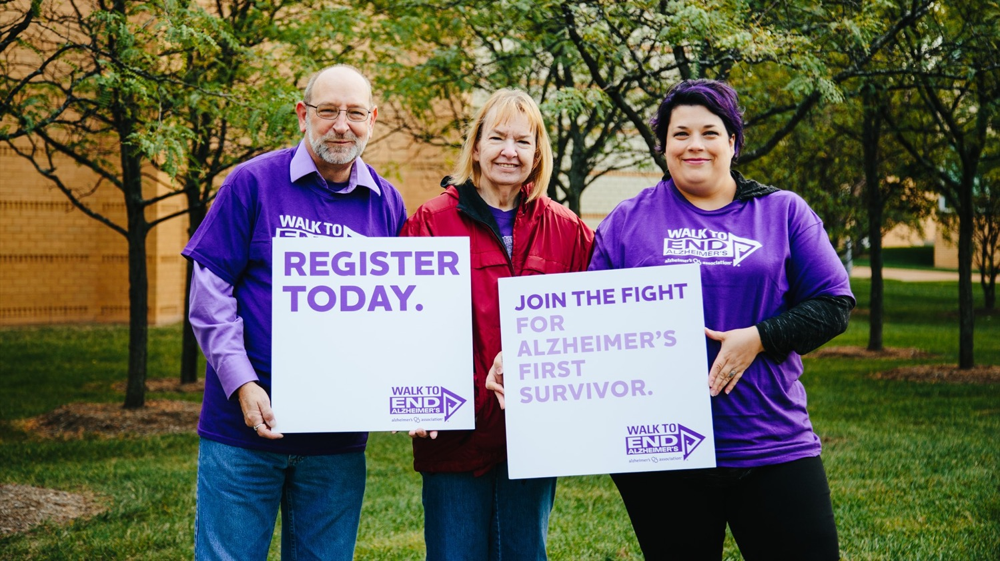 WALK TO
END
REGISTER
TODAY.
WALK TO
END
ALZHEIMER'S
alzheimer's association
JOIN THE FIGHT
FOR
ALZHEIMER'S
FIRST
SURVIVOR.
WALK TO
END
ALZHEIMER'S
alzheimer's association
WALK TO
END
ALZHEIMER'S
alzheimer's association